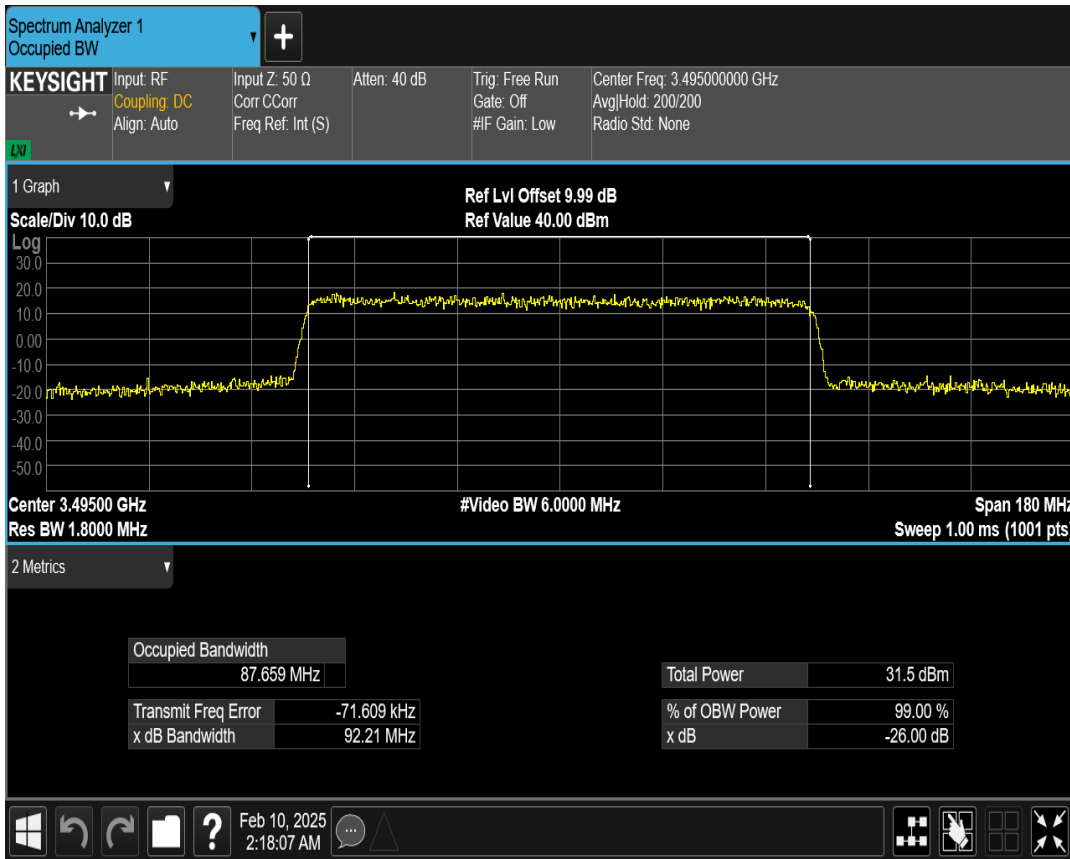 Spectrum Analyzer 1
Occupied BW
+
KEYSIGHT
LXI
Input: RF
Coupling: DC
Align: Auto
Input Z: 50 Ω
Corr CCorr
Freq Ref: Int (S)
Atten: 40 dB
Trig: Free Run
Gate: Off
#IF Gain: Low
Center Freq: 3.495000000 GHz
Avg|Hold: 200/200
Radio Std: None
1 Graph
Scale/Div 10.0 dB
Ref Lvl Offset 9.99 dB
Ref Value 40.00 dBm
Log
30.0
20.0
10.0
0.00
-10.0
-20.0
-30.0
-40.0
-50.0
Center 3.49500 GHz
#Video BW 6.0000 MHz
Span 180 MHz
Res BW 1.8000 MHz
Sweep 1.00 ms (1001 pts)
2 Metrics
Occupied Bandwidth
87.659 MHz
Total Power 31.5 dBm
Transmit Freq Error -71.609 kHz
% of OBW Power 99.00 %
x dB Bandwidth 92.21 MHz
x dB -26.00 dB
?
Feb 10, 2025
2:18:07 AM